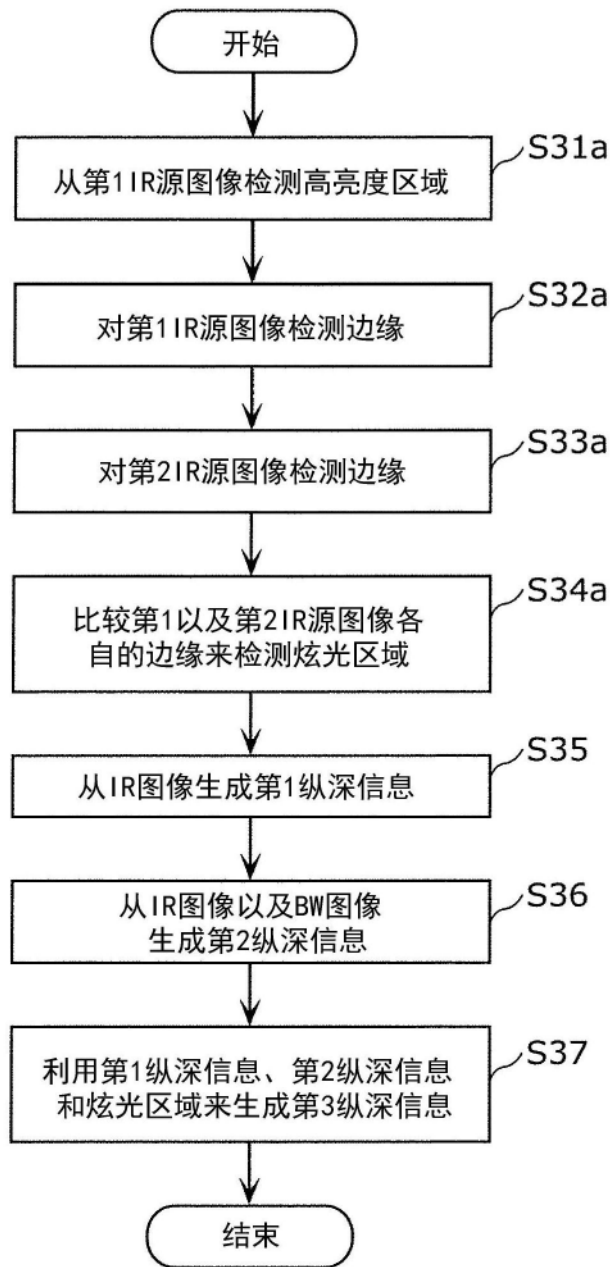 开始
S31a
从第1IR源图像检测高亮度区域
S32a
对第1IR源图像检测边缘
S33a
对第2IR源图像检测边缘
S34a
比较第1以及第2IR源图像各
自的边缘来检测炫光区域
S35
从IR图像生成第1纵深信息
S36
从IR图像以及BW图像
生成第2纵深信息
S37
利用第1纵深信息、第2纵深信息
和炫光区域来生成第3纵深信息
结束